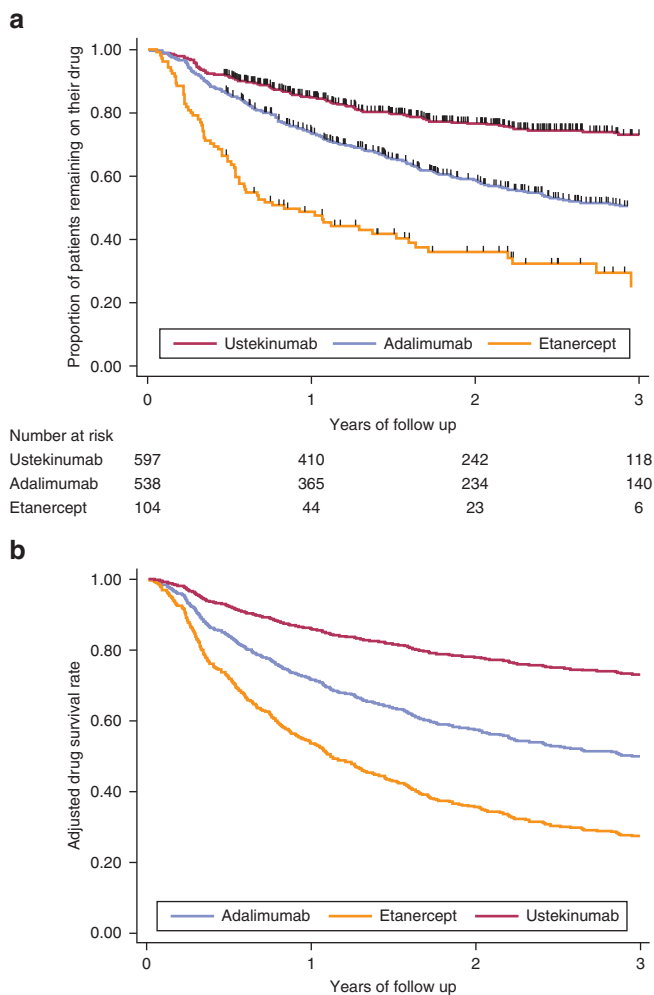 a
Proportion of patients remaining on their drug
1.00
0.80
0.60
0.40
0.20
0.00
Ustekinumab Adalimumab Etanercept
0 1 2 3
Years of follow up
Number at risk
Ustekinumab 597 410 242 118
Adalimumab 538 365 234 140
Etanercept 104 44 23 6
b
Adjusted drug survival rate
1.00
0.80
0.60
0.40
0.20
0.00
Adalimumab Etanercept Ustekinumab
0 1 2 3
Years of follow up